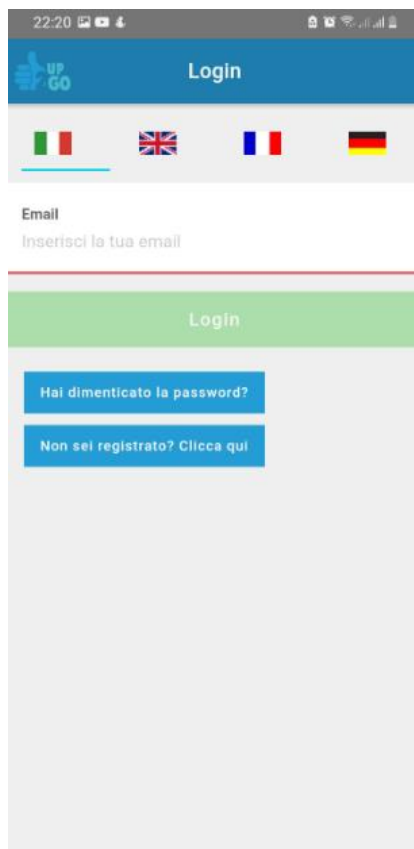 22:20
UP
GO
Login
Email
Inserisci la tua email
Login
Hai dimenticato la password?
Non sei registrato? Clicca qui